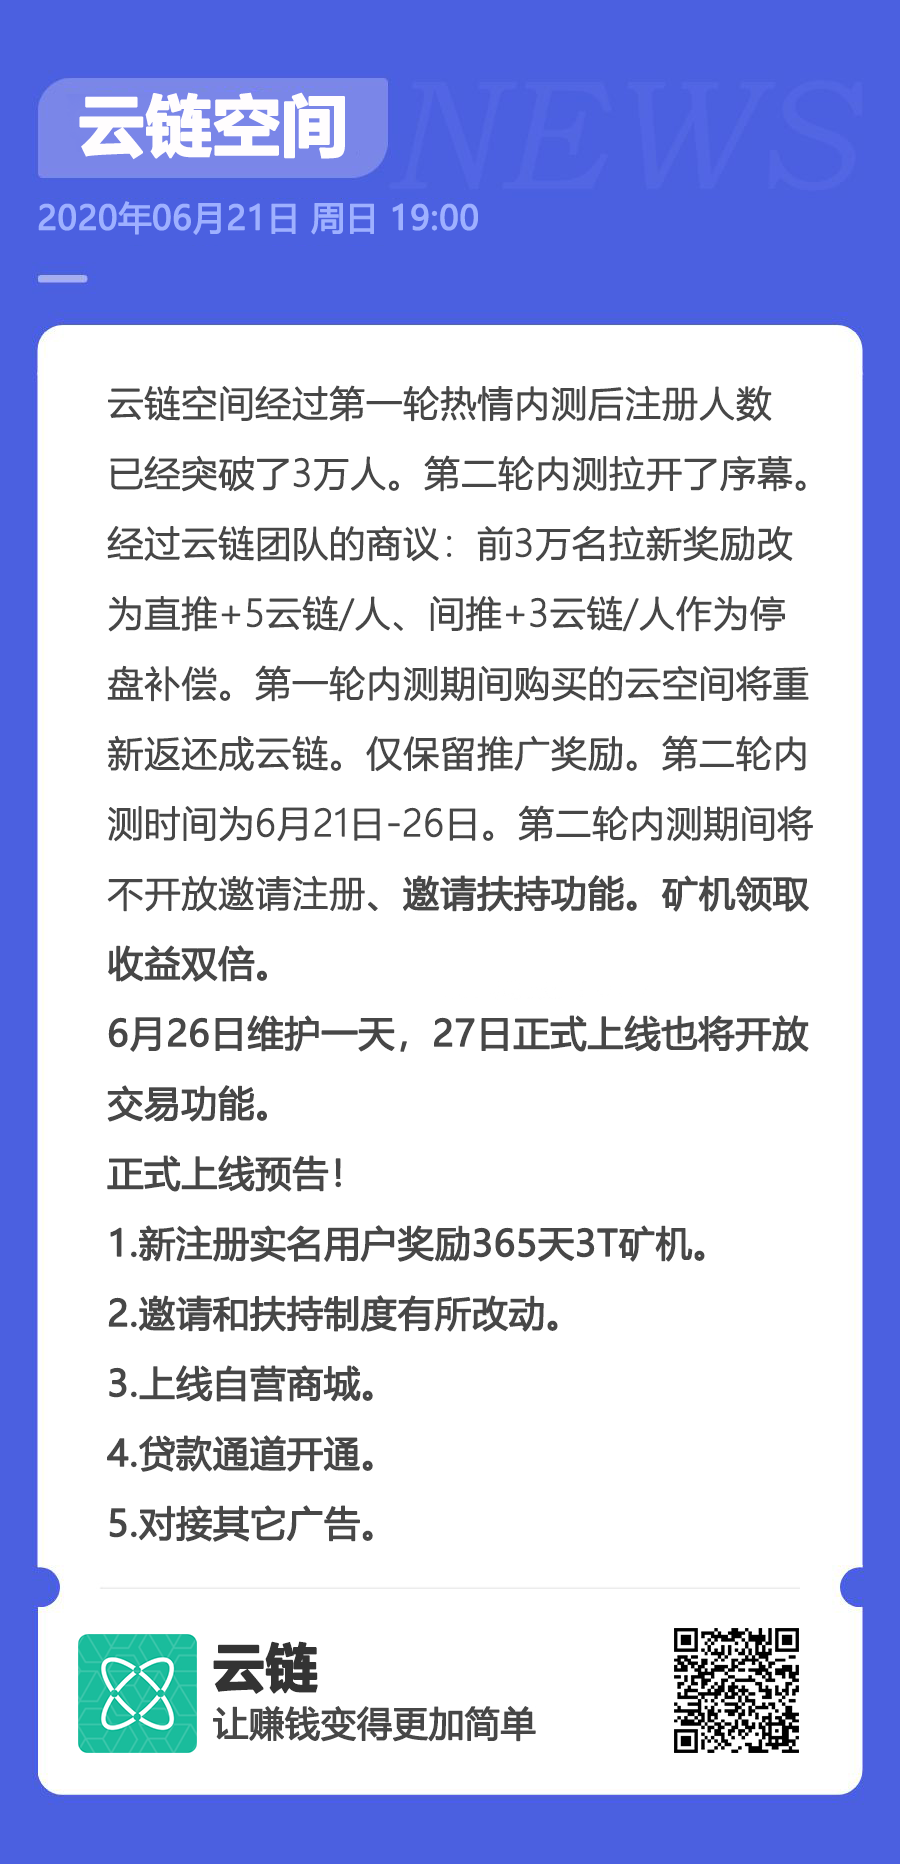 云链空间
NEWS
2020年06月21日 周日 19:00
云链空间经过第一轮热情内测后注册人数
已经突破了3万人。第二轮内测拉开了序幕。
经过云链团队的商议：前3万名拉新奖励改
为直推+5云链/人、间推+3云链/人作为停
盘补偿。第一轮内测期间购买的云空间将重
新返还成云链。仅保留推广奖励。第二轮内
测时间为6月21日-26日。第二轮内测期间将
不开放邀请注册、邀请扶持功能。矿机领取
收益双倍。
6月26日维护一天，27日正式上线也将开放
交易功能。
正式上线预告！
1.新注册实名用户奖励365天3T矿机。
2.邀请和扶持制度有所改动。
3.上线自营商城。
4.贷款通道开通。
5.对接其它广告。
云链
让赚钱变得更加简单